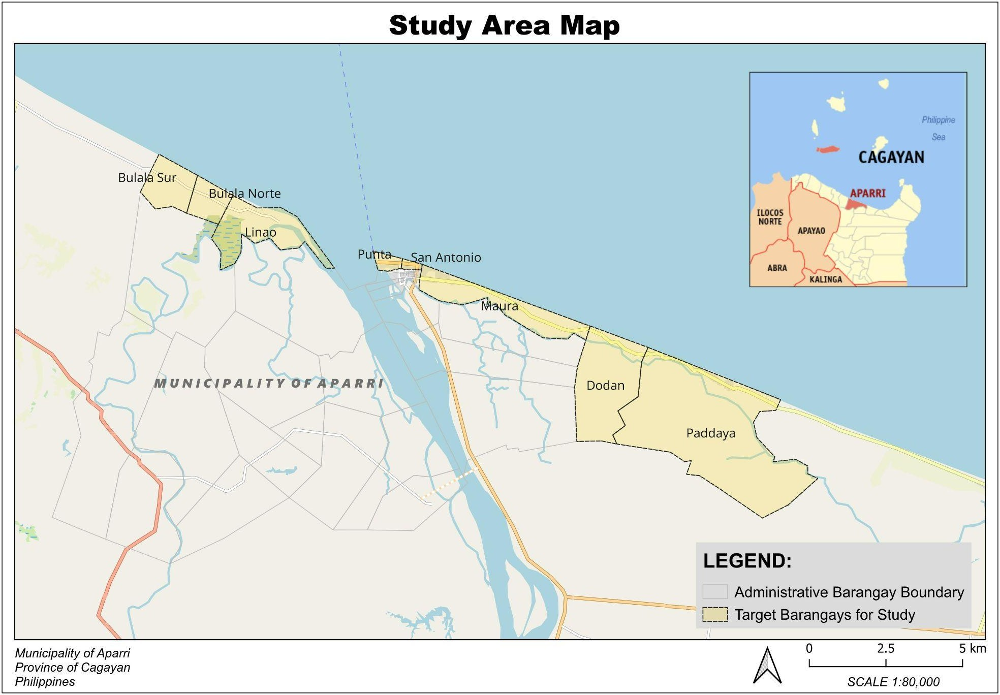 Study Area Map
Philippine
Sea
CAGAYAN
APARRI
ILOCOS
NORTE
APAYAO
ABRA
KALINGA
Bulala Sur
Bulala Norte
Linao
Punta
San Antonio
Maura
MUNICIPALITY OF APARRI
Dodan
Paddaya
LEGEND:
Administrative Barangay Boundary
Target Barangays for Study
Municipality of Aparri
Province of Cagayan
Philippines
0 2.5 5 km
SCALE 1:80,000